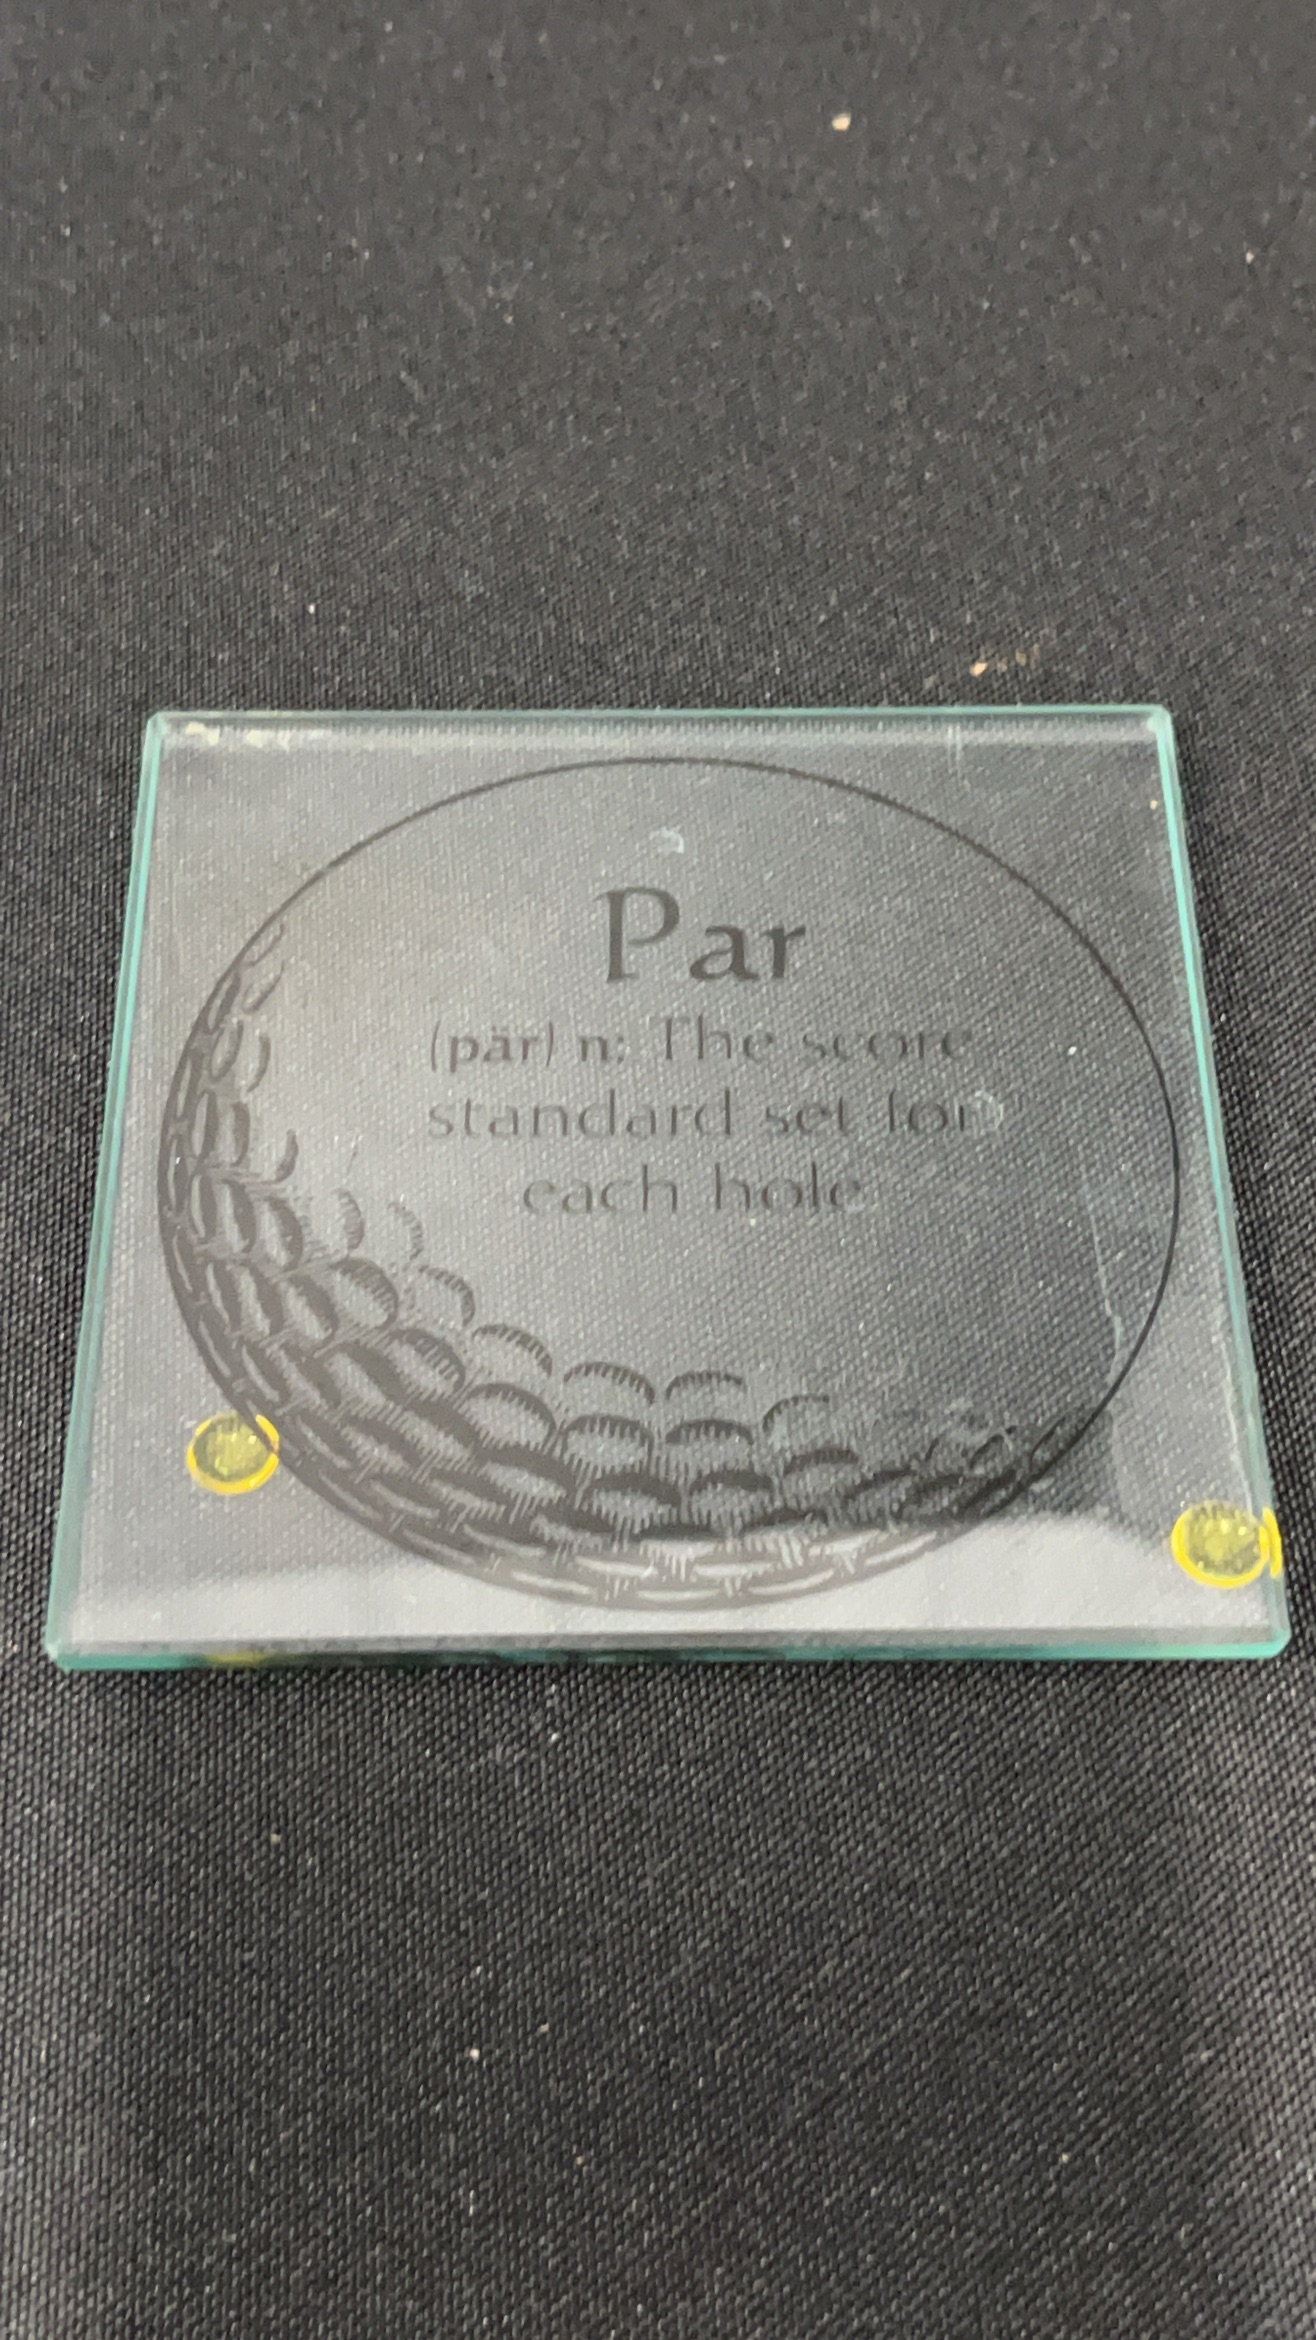 Par
(pär) n: The score
standard set for
each hole